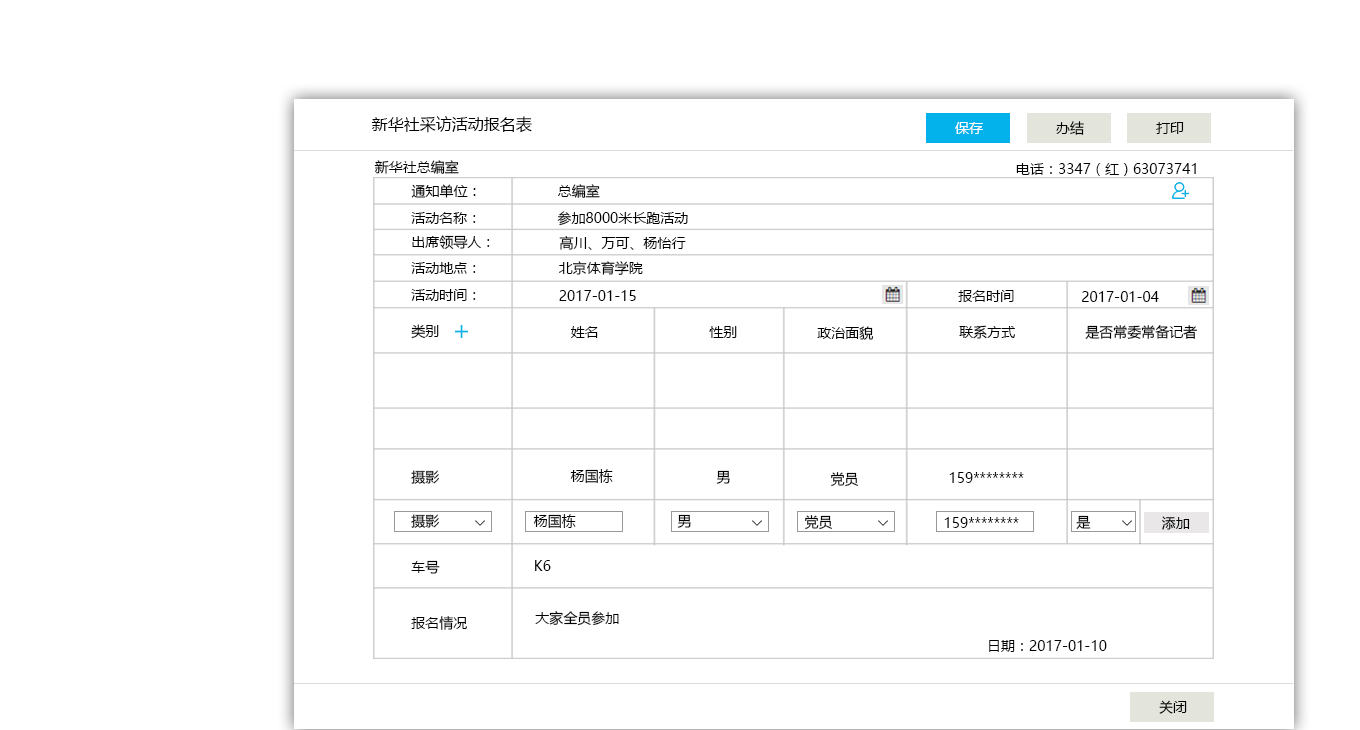 新华社采访活动报名表 保存 办结 打印
新华社总编室 电话：3347（红）63073741
通知单位： 总编室
活动名称： 参加8000米长跑活动
出席领导人： 高川、万可、杨怡行
活动地点： 北京体育学院
活动时间： 2017-01-15 报名时间 2017-01-04
类别 姓名 性别 政治面貌 联系方式 是否常委常备记者
摄影 杨国栋 男 党员 159********
摄影 杨国栋 男 党员 159******** 是 添加
车号 K6
报名情况 大家全员参加
日期：2017-01-10
关闭